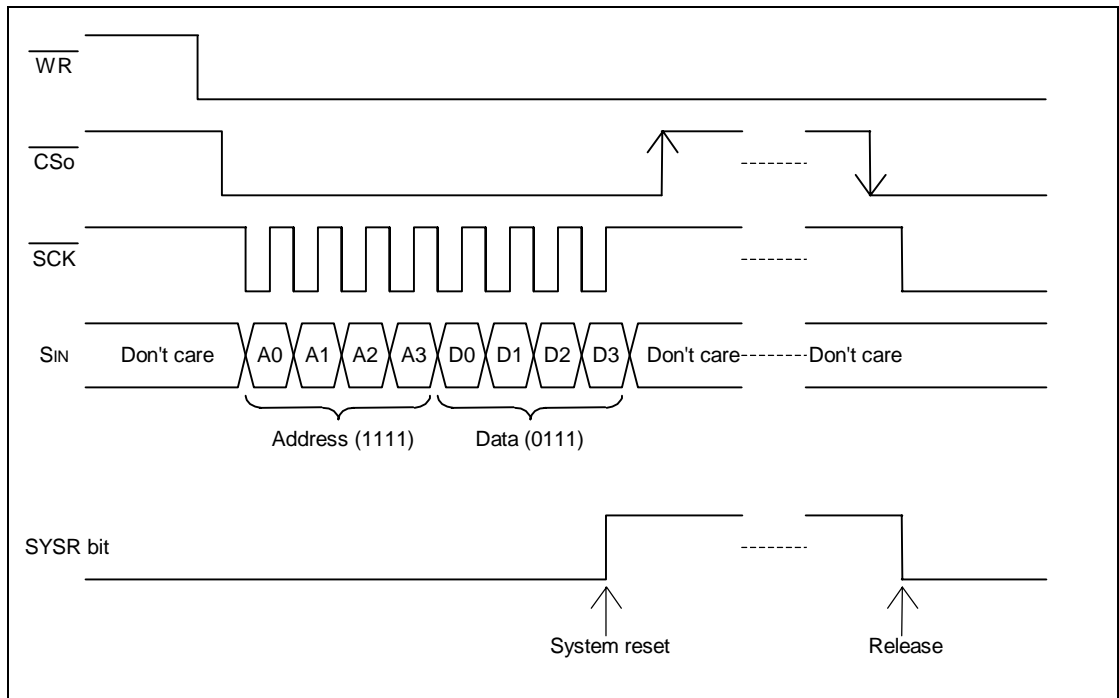 WR
CSo
SCK
SIN Don't care A0 A1 A2 A3 D0 D1 D2 D3 Don't care Don't care
Address (1111) Data (0111)
SYSR bit
System reset Release